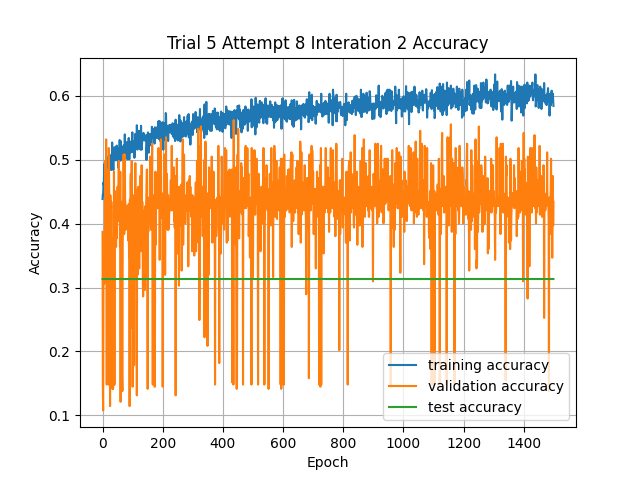 Trial 5 Attempt 8 Interation 2 Accuracy
0.6
0.5
0.4
0.3
0.2
0.1
Accuracy
0 200 400 600 800 1000 1200 1400
Epoch
training accuracy
validation accuracy
test accuracy